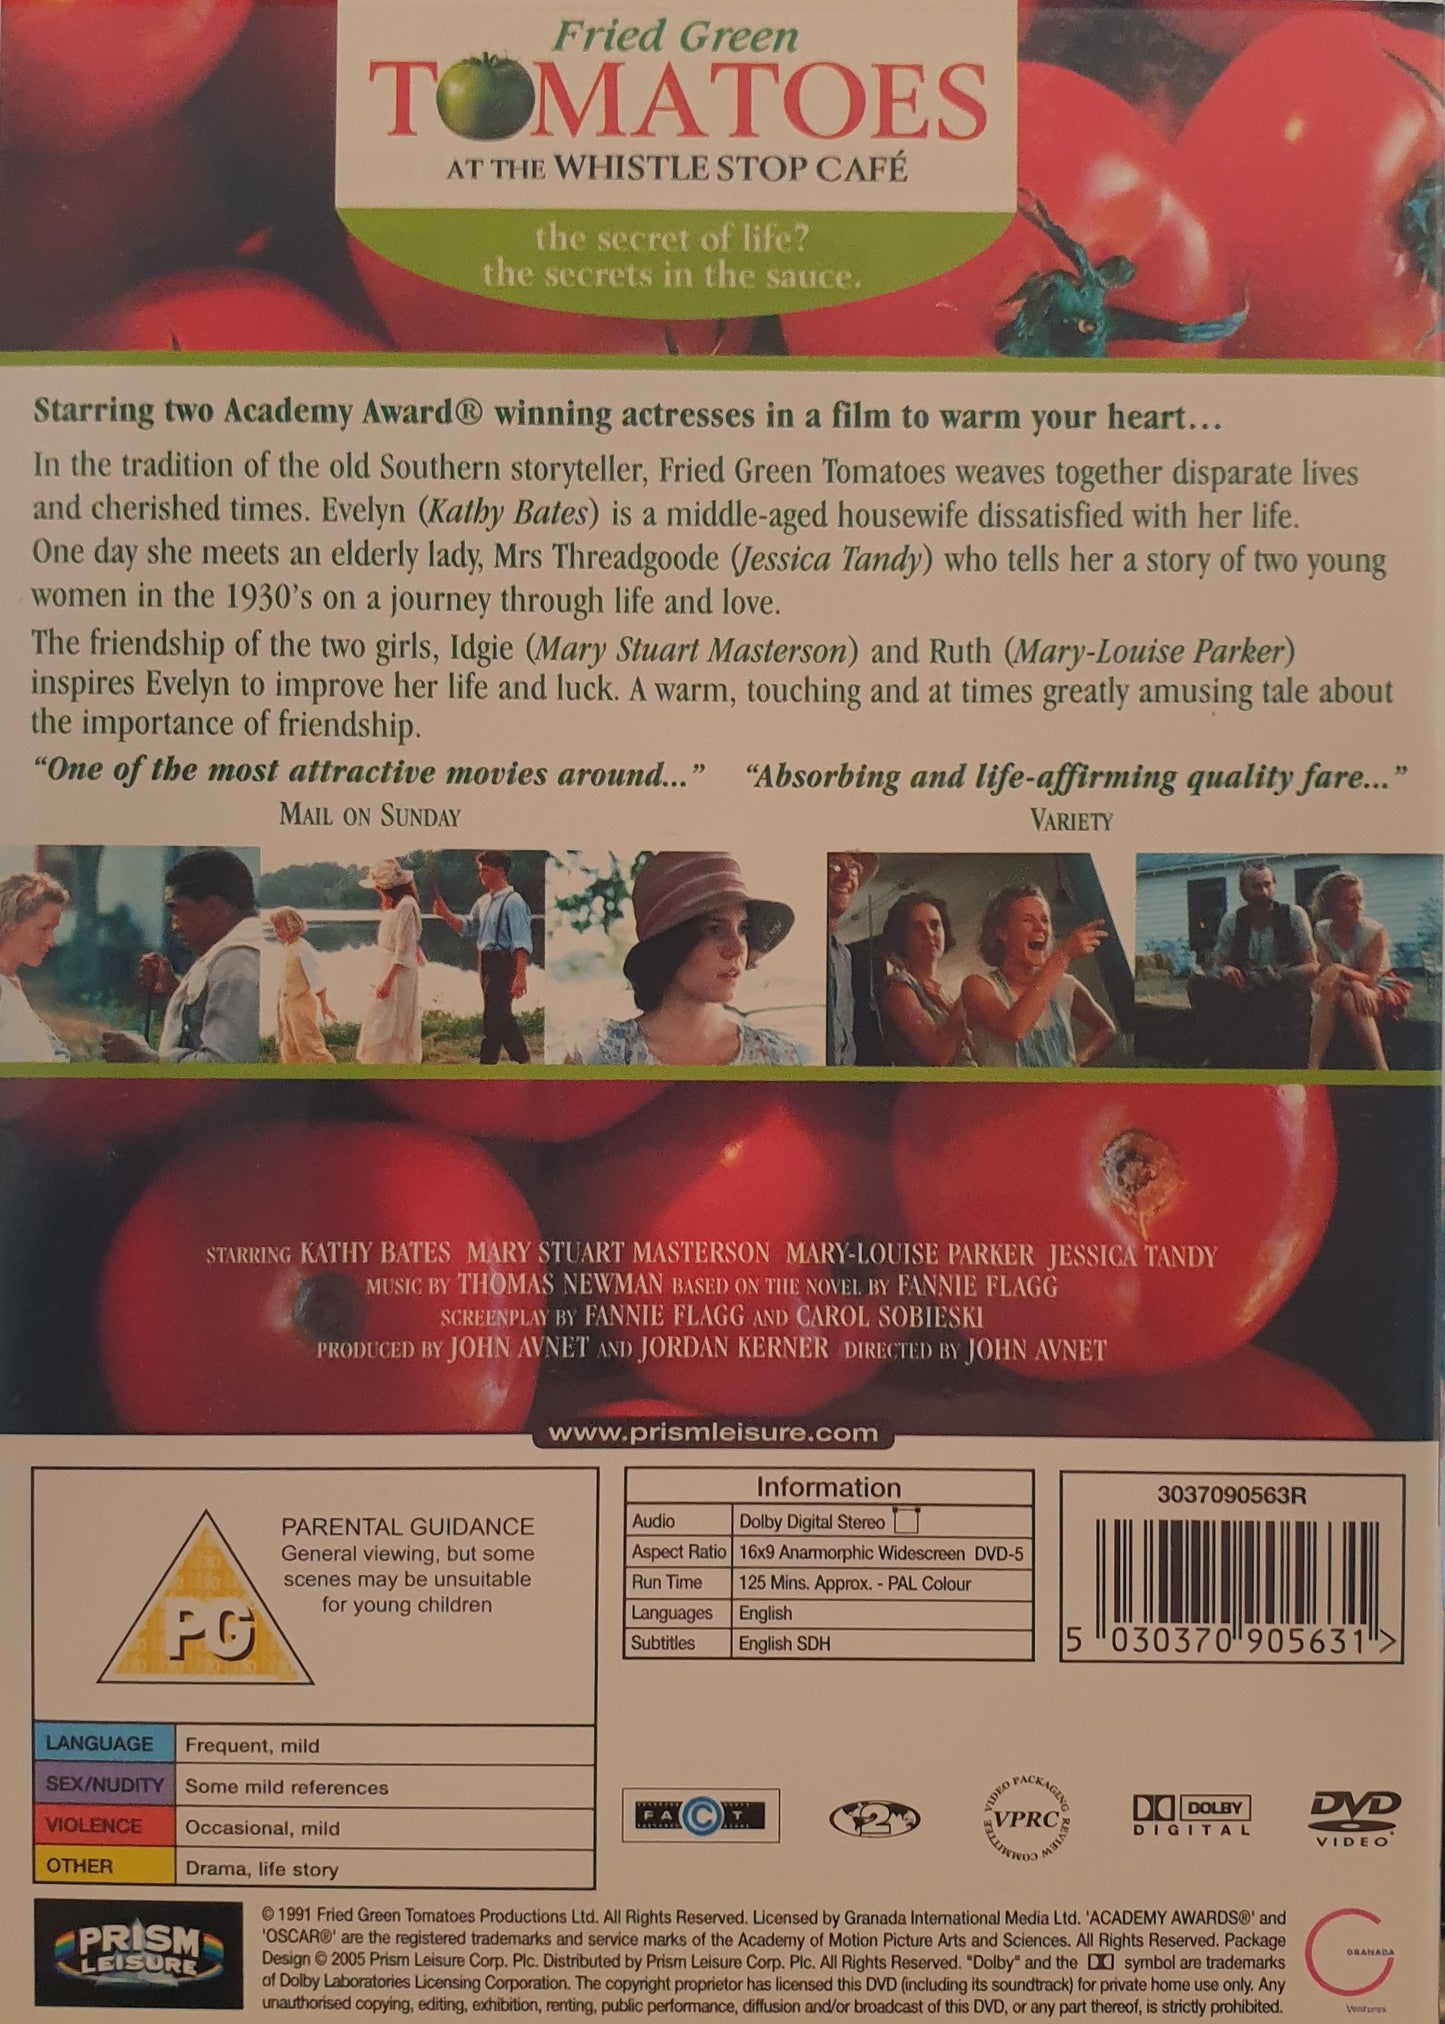 Fried Green
TOMATOES
AT THE WHISTLE STOP CAFÉ
the secret of life?
the secrets in the sauce.
Starring two Academy Award® winning actresses in a film to warm your heart...
In the tradition of the old Southern storyteller, Fried Green Tomatoes weaves together disparate lives
and cherished times. Evelyn (Kathy Bates) is a middle-aged housewife dissatisfied with her life.
One day she meets an elderly lady, Mrs Threadgoode (Jessica Tandy) who tells her a story of two young
women in the 1930's on a journey through life and love.
The friendship of the two girls, Idgie (Mary Stuart Masterson) and Ruth (Mary-Louise Parker)
inspires Evelyn to improve her life and luck. A warm, touching and at times greatly amusing tale about
the importance of friendship.
"One of the most attractive movies around..." "Absorbing and life-affirming quality fare..."
MAIL ON SUNDAY VARIETY
STARRING KATHY BATES MARY STUART MASTERSON MARY-LOUISE PARKER JESSICA TANDY
MUSIC BY THOMAS NEWMAN BASED ON THE NOVEL BY FANNIE FLAGG
SCREENPLAY BY FANNIE FLAGG AND CAROL SOBIESKI
PRODUCED BY JOHN AVNET AND JORDAN KERNER DIRECTED BY JOHN AVNET
www.prismleisure.com
PG
PARENTAL GUIDANCE
General viewing, but some
scenes may be unsuitable
for young children
LANGUAGE Frequent, mild
SEX/NUDITY Some mild references
VIOLENCE Occasional, mild
OTHER Drama, life story
Information
Audio Dolby Digital Stereo
Aspect Ratio 16x9 Anarmorphic Widescreen DVD-5
Run Time 125 Mins. Approx. - PAL Colour
Languages English
Subtitles English SDH
3037090563R
5 030370 905631 >
FACT
2
VIDEO PACKAGING REVIEW COMMITTEE
VPRC
DOLBY
DIGITAL
DVD
VIDEO
PRISM
LEISURE
© 1991 Fried Green Tomatoes Productions Ltd. All Rights Reserved. Licensed by Granada International Media Ltd. 'ACADEMY AWARDS®' and
'OSCAR®' are the registered trademarks and service marks of the Academy of Motion Picture Arts and Sciences. All Rights Reserved. Package
Design © 2005 Prism Leisure Corp. Plc. Distributed by Prism Leisure Corp. Plc. All Rights Reserved. "Dolby" and the symbol are trademarks
of Dolby Laboratories Licensing Corporation. The copyright proprietor has licensed this DVD (including its soundtrack) for private home use only. Any
unauthorised copying, editing, exhibition, renting, public performance, diffusion and/or broadcast of this DVD, or any part thereof, is strictly prohibited.
GRANADA
Ventures